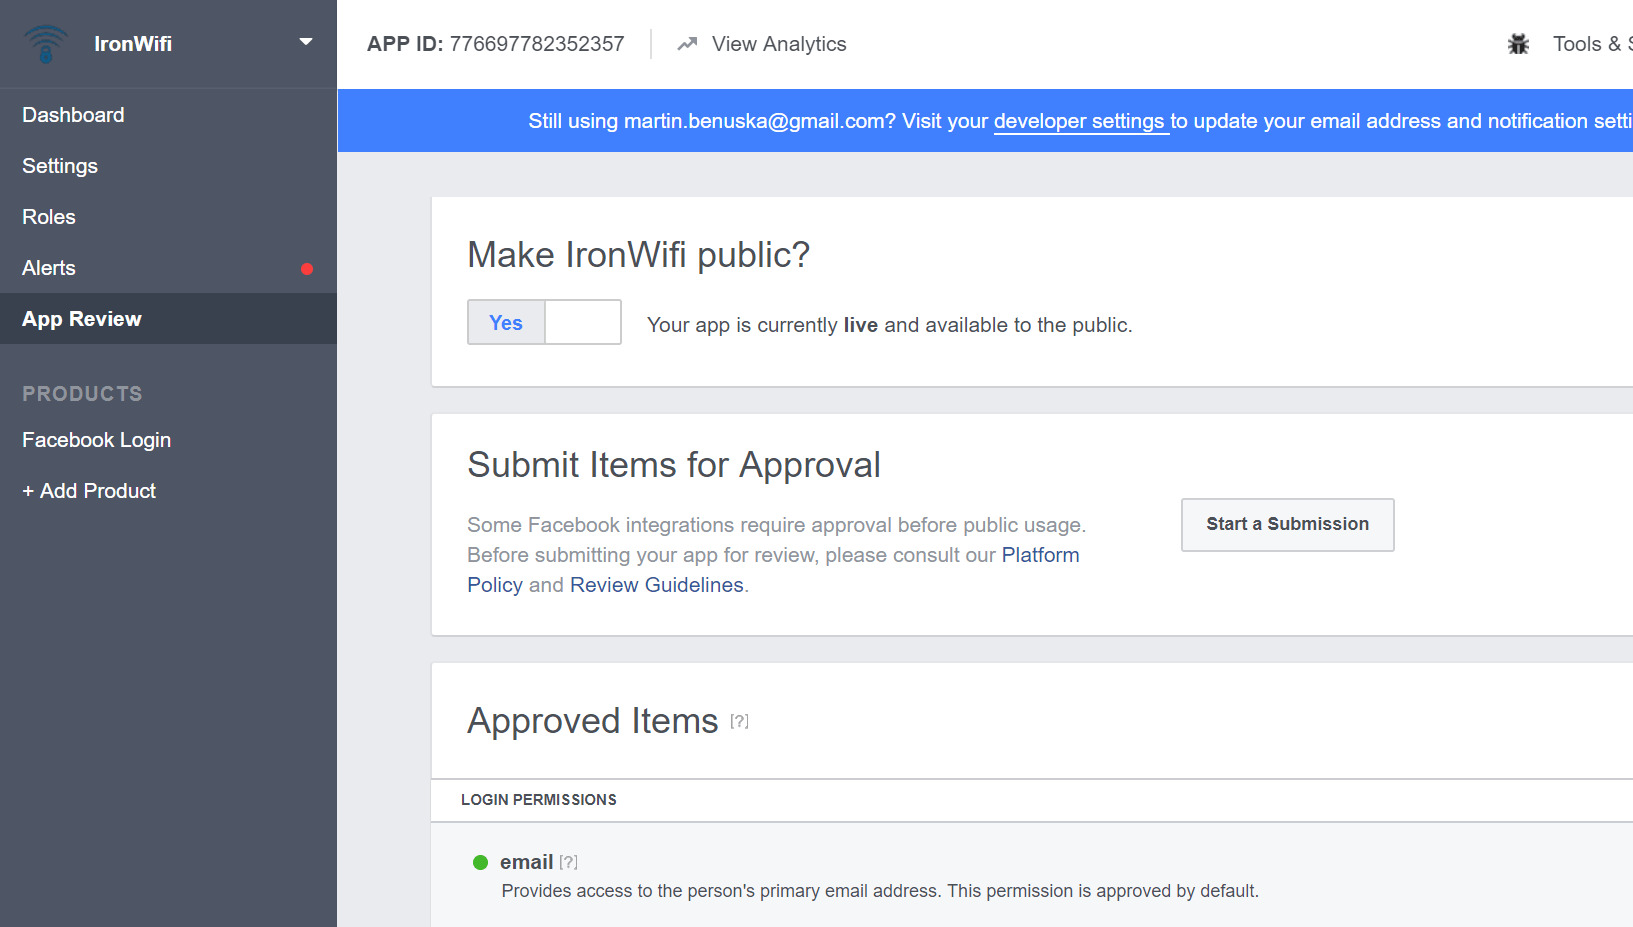 IronWifi
APP ID: 776697782352357
View Analytics
Tools &
Dashboard
Settings
Roles
Alerts
App Review
PRODUCTS
Facebook Login
+ Add Product
Still using martin.benuska@gmail.com? Visit your developer settings to update your email address and notification setti
Make IronWifi public?
Yes
Your app is currently live and available to the public.
Submit Items for Approval
Some Facebook integrations require approval before public usage.
Before submitting your app for review, please consult our Platform
Policy and Review Guidelines.
Start a Submission
Approved Items [?]
LOGIN PERMISSIONS
email [?]
Provides access to the person's primary email address. This permission is approved by default.